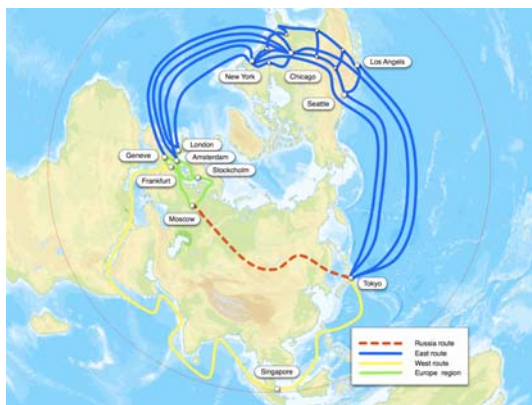 New York
Chicago
Los Angels
Seattle
London
Geneve
Amsterdam
Stockcholm
Frankfurt
Moscow
Tokyo
Singapore
Russia route
East route
West route
Europe region